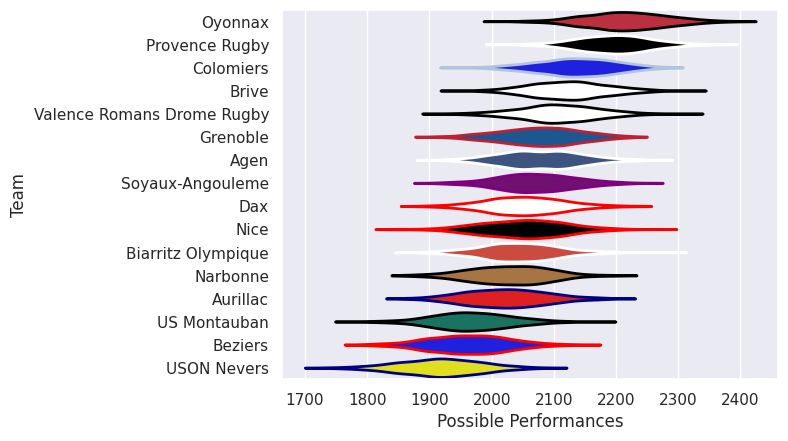 Oyonnax
Provence Rugby
Colomiers
Brive
Valence Romans Drome Rugby
Grenoble
Agen
Soyaux-Angouleme
Dax
Nice
Biarritz Olympique
Narbonne
Aurillac
US Montauban
Beziers
USON Nevers
Team
1700 1800 1900 2000 2100 2200 2300 2400
Possible Performances